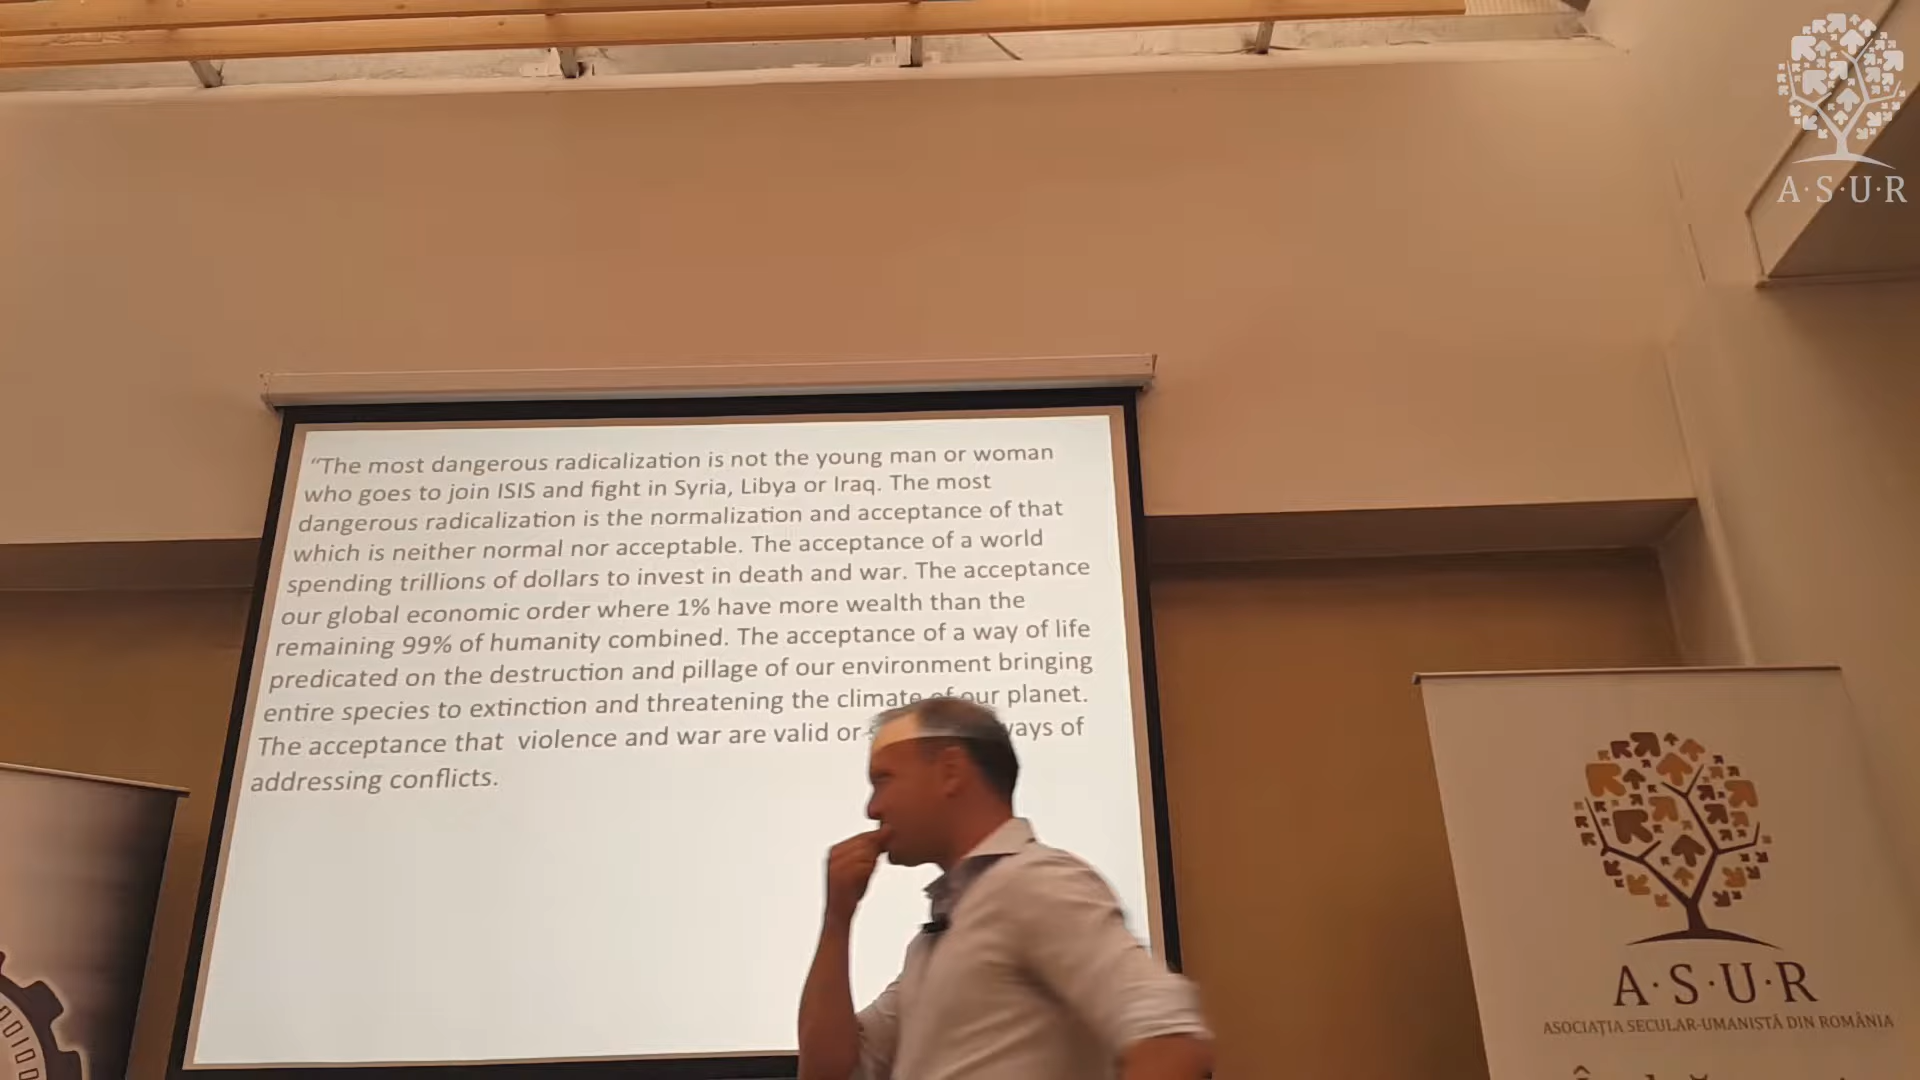 A·S·U·R
“The most dangerous radicalization is not the young man or woman
who goes to join ISIS and fight in Syria, Libya or Iraq. The most
dangerous radicalization is the normalization and acceptance of that
which is neither normal nor acceptable. The acceptance of a world
spending trillions of dollars to invest in death and war. The acceptance
our global economic order where 1% have more wealth than the
remaining 99% of humanity combined. The acceptance of a way of life
predicated on the destruction and pillage of our environment bringing
entire species to extinction and threatening the climate of our planet.
The acceptance that violence and war are valid or ways of
addressing conflicts.
A·S·U·R
ASOCIAȚIA SECULAR-UMANISTĂ DIN ROMÂNIA